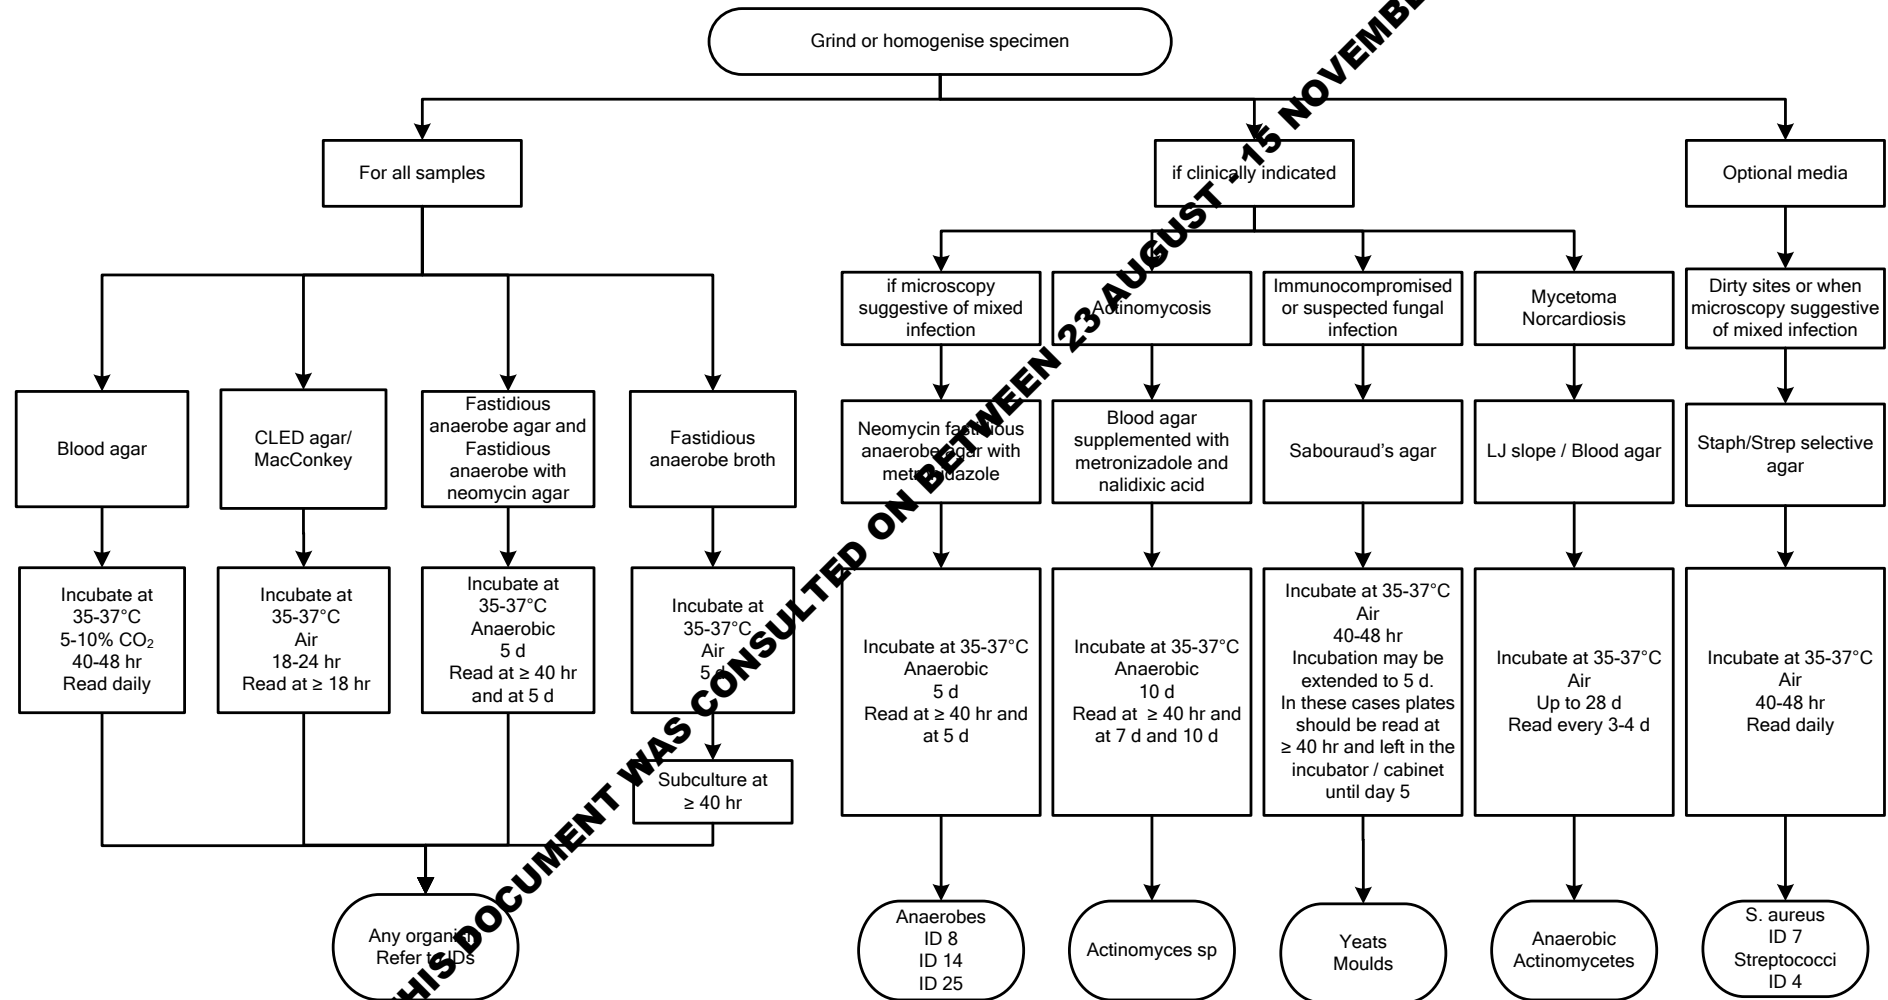 Grind or homogenise specimen
For all samples
if clinically indicated
Optional media
if microscopy
suggestive of mixed
infection
Actinomycosis
Immunocompromised
or suspected fungal
infection
Mycetoma
Norcardiosis
Dirty sites or when
microscopy suggestive
of mixed infection
Blood agar
CLED agar/
MacConkey
Fastidious
anaerobe agar and
Fastidious
anaerobe with
neomycin agar
Fastidious
anaerobe broth
Neomycin fastidious
anaerobe agar with
metronidazole
Blood agar
supplemented with
metronizadole and
nalidixic acid
Sabouraud’s agar
LJ slope / Blood agar
Staph/Strep selective
agar
Incubate at
35-37°C
5-10% CO₂
40-48 hr
Read daily
Incubate at
35-37°C
Air
18-24 hr
Read at ≥ 18 hr
Incubate at
35-37°C
Anaerobic
5 d
Read at ≥ 40 hr
and at 5 d
Incubate at
35-37°C
Air
5 d
Subculture at
≥ 40 hr
Incubate at 35-37°C
Anaerobic
5 d
Read at ≥ 40 hr and
at 5 d
Incubate at 35-37°C
Anaerobic
10 d
Read at ≥ 40 hr and
at 7 d and 10 d
Incubate at 35-37°C
Air
40-48 hr
Incubation may be
extended to 5 d.
In these cases plates
should be read at
≥ 40 hr and left in the
incubator / cabinet
until day 5
Incubate at 35-37°C
Air
Up to 28 d
Read every 3-4 d
Incubate at 35-37°C
Air
40-48 hr
Read daily
Any organism
Refer to IDs
Anaerobes
ID 8
ID 14
ID 25
Actinomyces sp
Yeats
Moulds
Anaerobic
Actinomycetes
S. aureus
ID 7
Streptococci
ID 4
THIS DOCUMENT WAS CONSULTED ON BETWEEN 23 AUGUST - 15 NOVEMBE